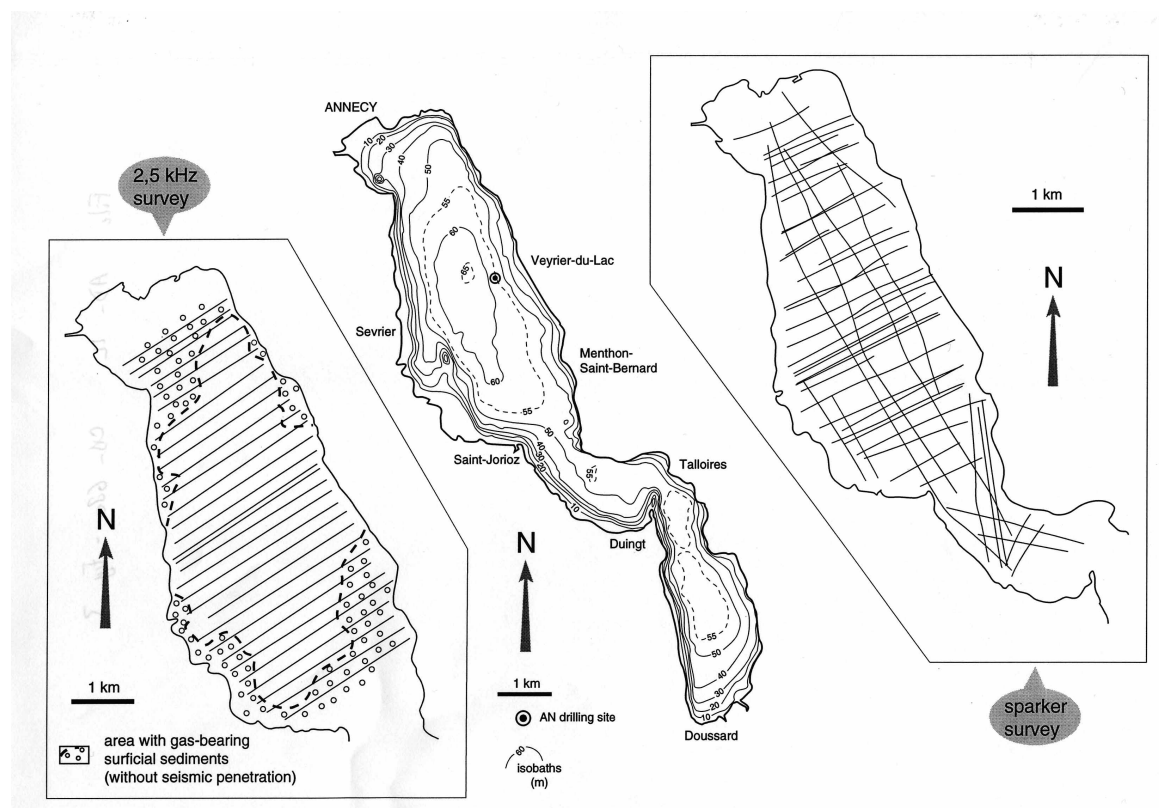 ANNECY
10
20
30
40
50
55
60
65
Veyrier-du-Lac
Sevrier
Menthon-
Saint-Bernard
60
55
50
40
30
20
Saint-Jorioz
55
Talloires
10
Duingt
55
50
40
30
20
10
Doussard
N
1 km
AN drilling site
60
isobaths
(m)
2,5 kHz
survey
N
1 km
area with gas-bearing
surficial sediments
(without seismic penetration)
1 km
N
sparker
survey